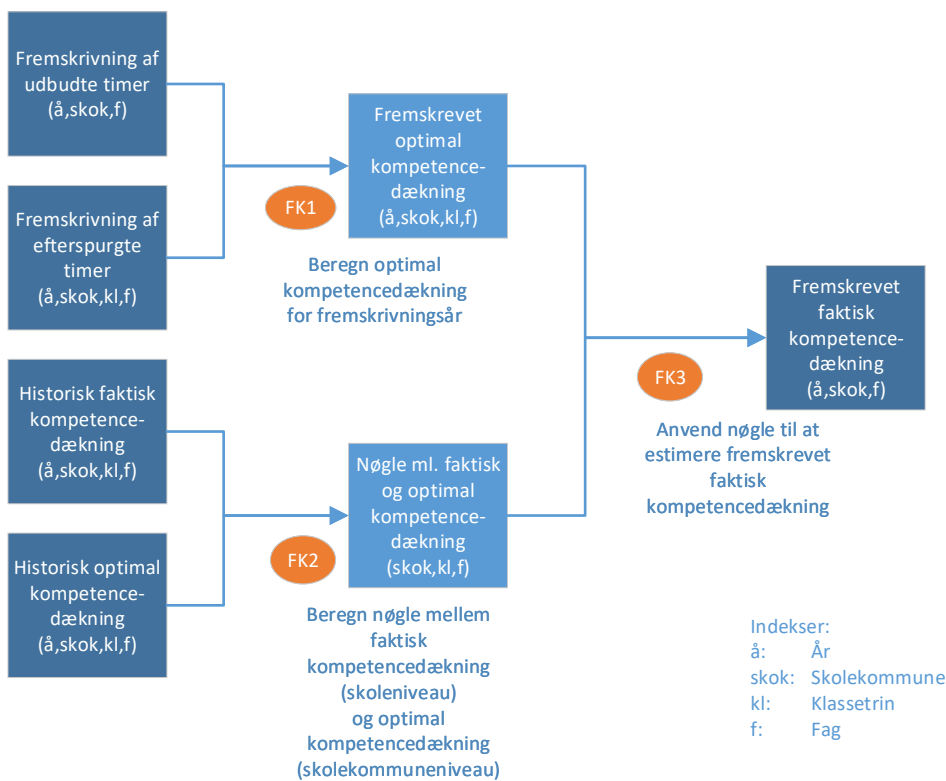 Fremskrivning af
udbudte timer
(å,skok,f)
Fremskrivning af
efterspurgte
timer
(å,skok,kl,f)
Fremskrevet
optimal
kompetence-
dækning
(å,skok,kl,f)
FK1
Beregn optimal
kompetencedækning
for fremskrivningsår
Historisk faktisk
kompetence-
dækning
(å,skok,kl,f)
Historisk optimal
kompetence-
dækning
(å,skok,kl,f)
Nøgle ml. faktisk
og optimal
kompetence-
dækning
(skok,kl,f)
FK2
Beregn nøgle mellem
faktisk
kompetencedækning
(skoleniveau)
og optimal
kompetencedækning
(skolekommuneniveau)
Fremskrevet
faktisk
kompetence-
dækning
(å,skok,f)
FK3
Anvend nøgle til at
estimere fremskrevet
faktisk
kompetencedækning
Indekser:
å: År
skok: Skolekommune
kl: Klassetrin
f: Fag